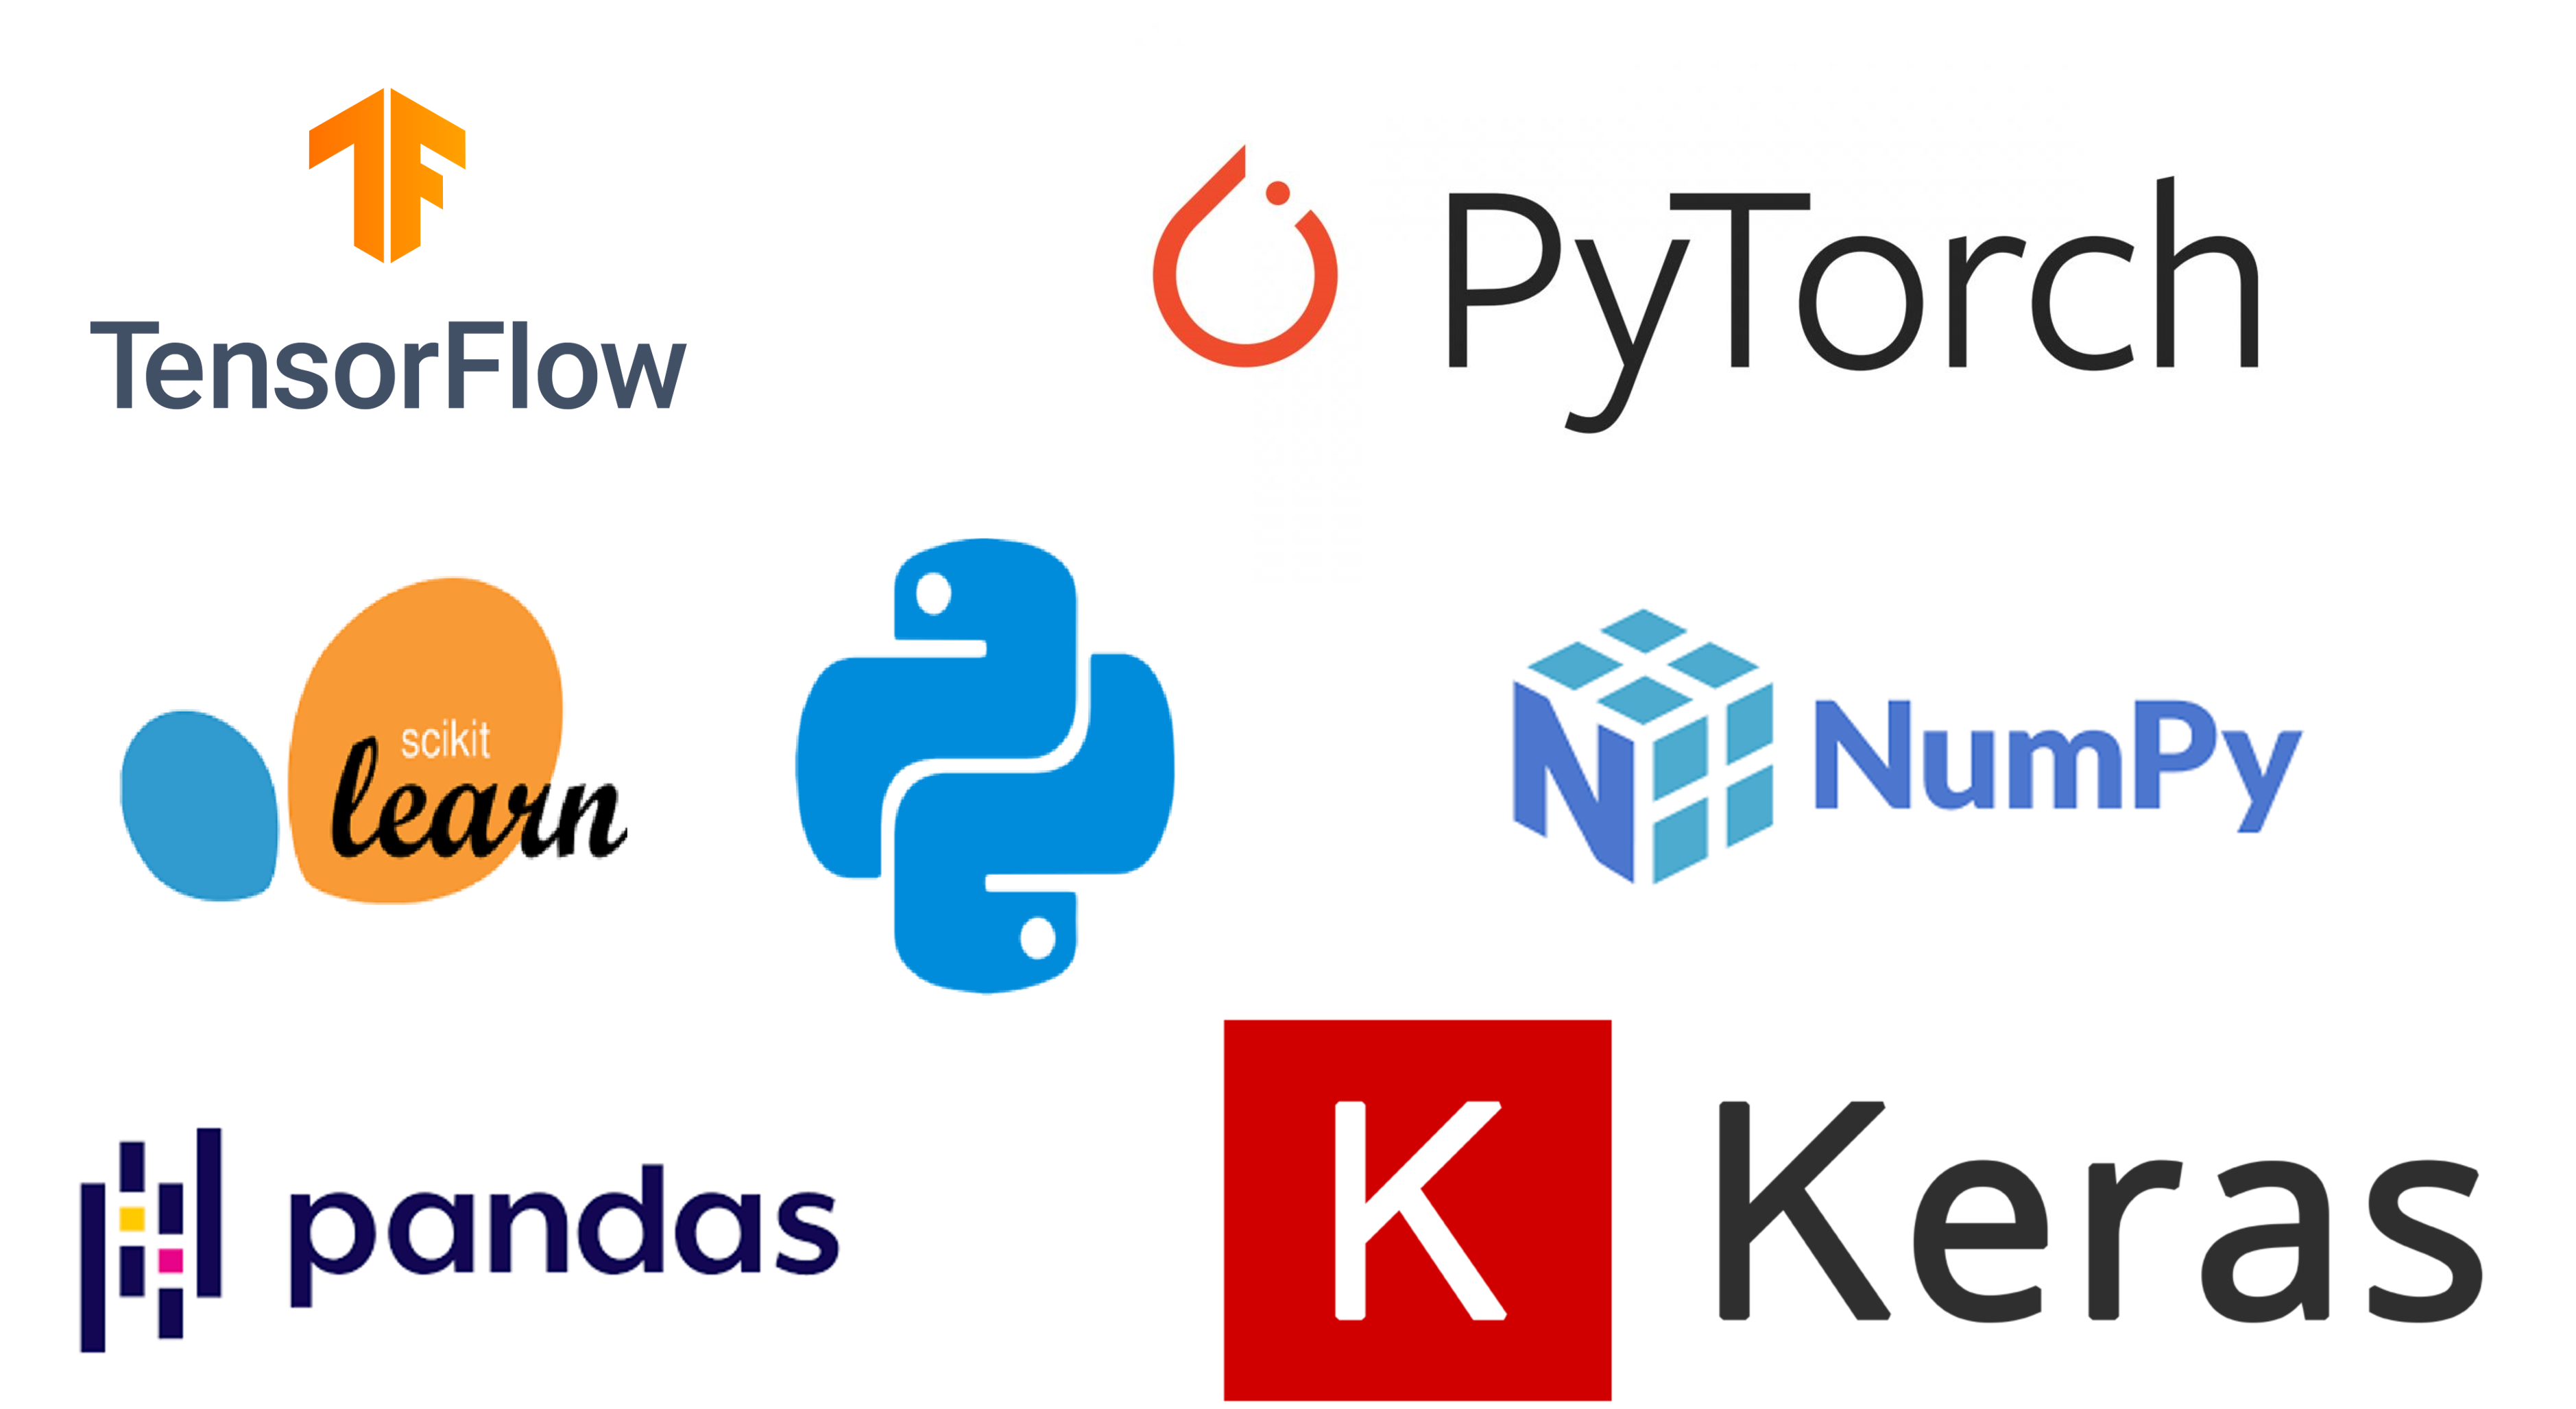 TensorFlow
PyTorch
scikit
learn
NumPy
pandas
K Keras